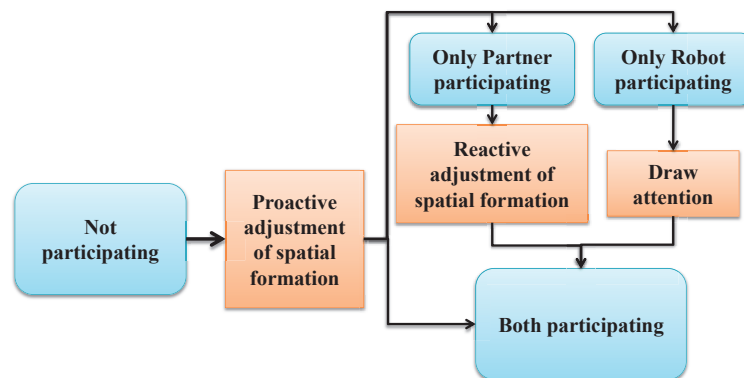 Only Partner
participating
Only Robot
participating
Reactive
adjustment of
spatial formation
Draw
attention
Not
participating
Proactive
adjustment
of spatial
formation
Both participating